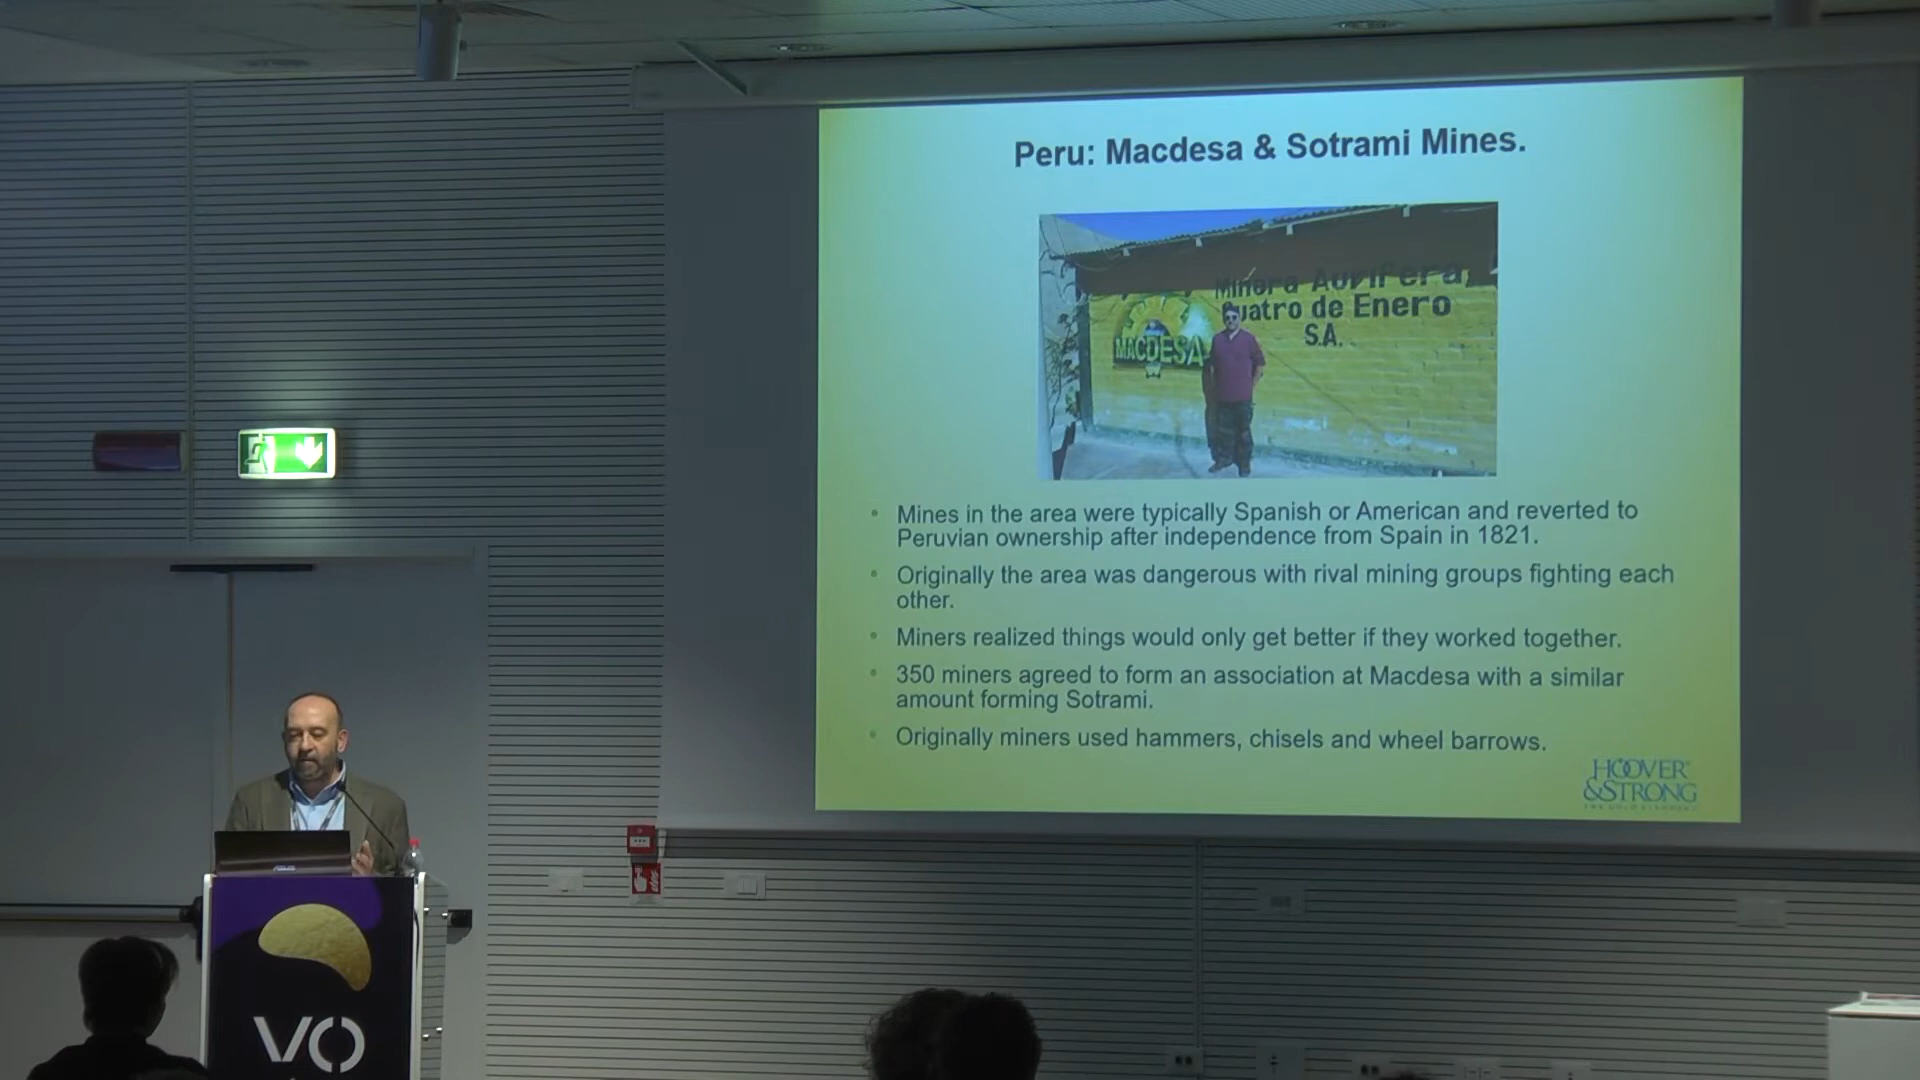 Peru: Macdesa & Sotrami Mines.
Minera Aurifera
Cuatro de Enero
S.A.
MACDESA
Mines in the area were typically Spanish or American and reverted to
Peruvian ownership after independence from Spain in 1821.
Originally the area was dangerous with rival mining groups fighting each
other.
Miners realized things would only get better if they worked together.
350 miners agreed to form an association at Macdesa with a similar
amount forming Sotrami.
Originally miners used hammers, chisels and wheel barrows.
HOOVER
&STRONG
ASUS
VO